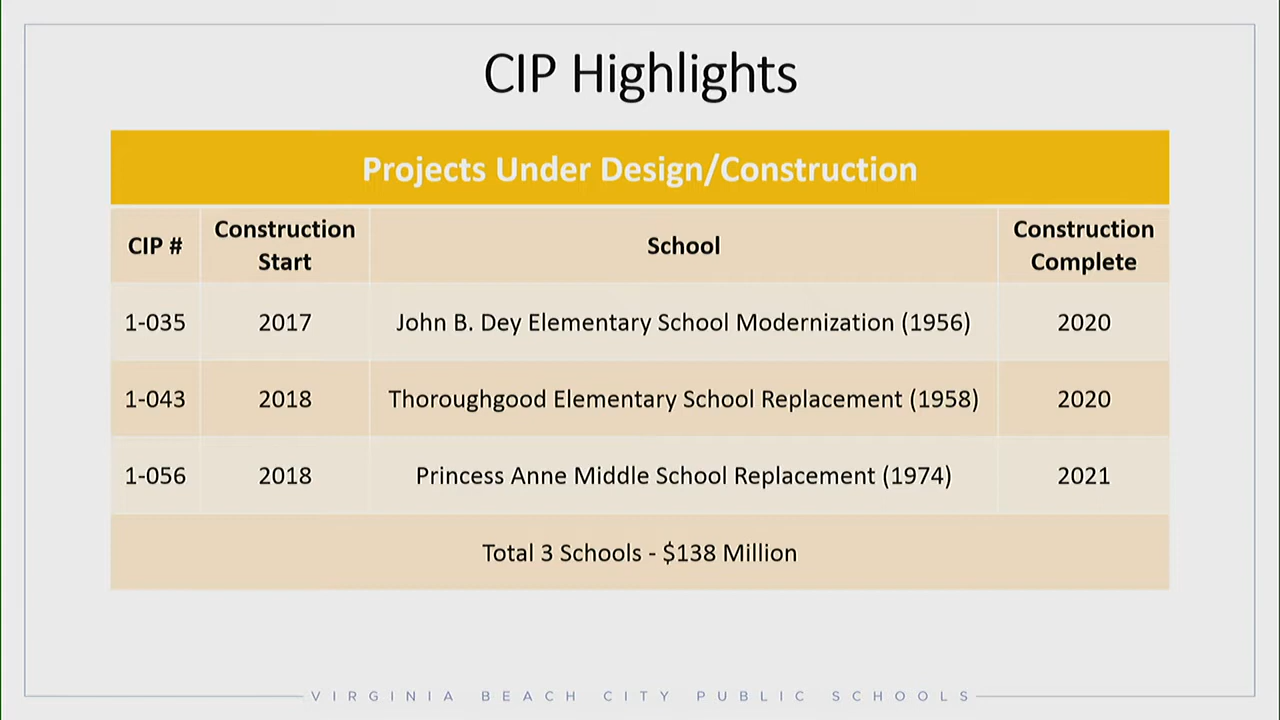 CIP Highlights
Projects Under Design/Construction
CIP # Construction Start School Construction Complete
1-035 2017 John B. Dey Elementary School Modernization (1956) 2020
1-043 2018 Thoroughgood Elementary School Replacement (1958) 2020
1-056 2018 Princess Anne Middle School Replacement (1974) 2021
Total 3 Schools - $138 Million
VIRGINIA BEACH CITY PUBLIC SCHOOLS